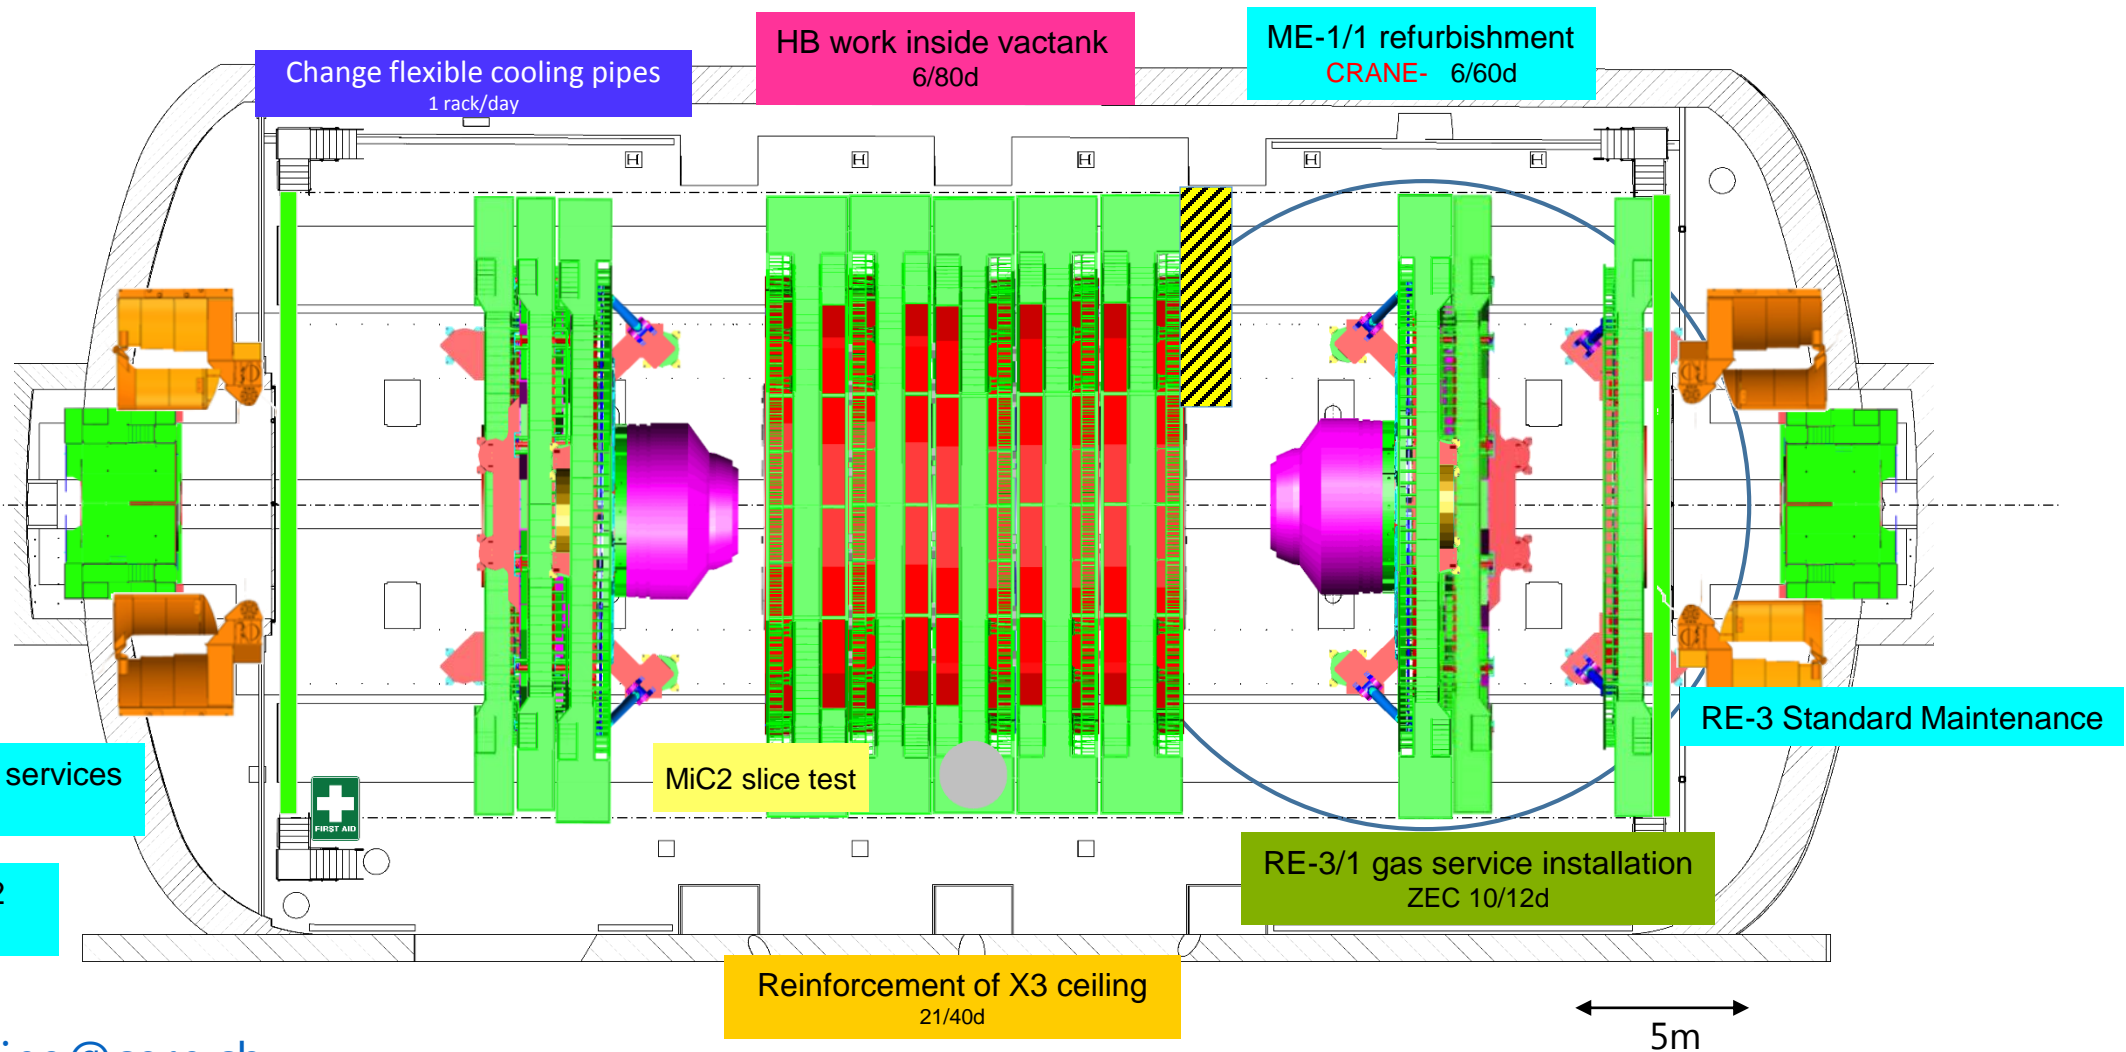 HB work inside vactank
6/80d
ME-1/1 refurbishment
CRANE- 6/60d
Change flexible cooling pipes
1 rack/day
H
H
H
H
H
RE-3 Standard Maintenance
services
MiC2 slice test
FIRST AID
RE-3/1 gas service installation
ZEC 10/12d
2
Reinforcement of X3 ceiling
21/40d
5m